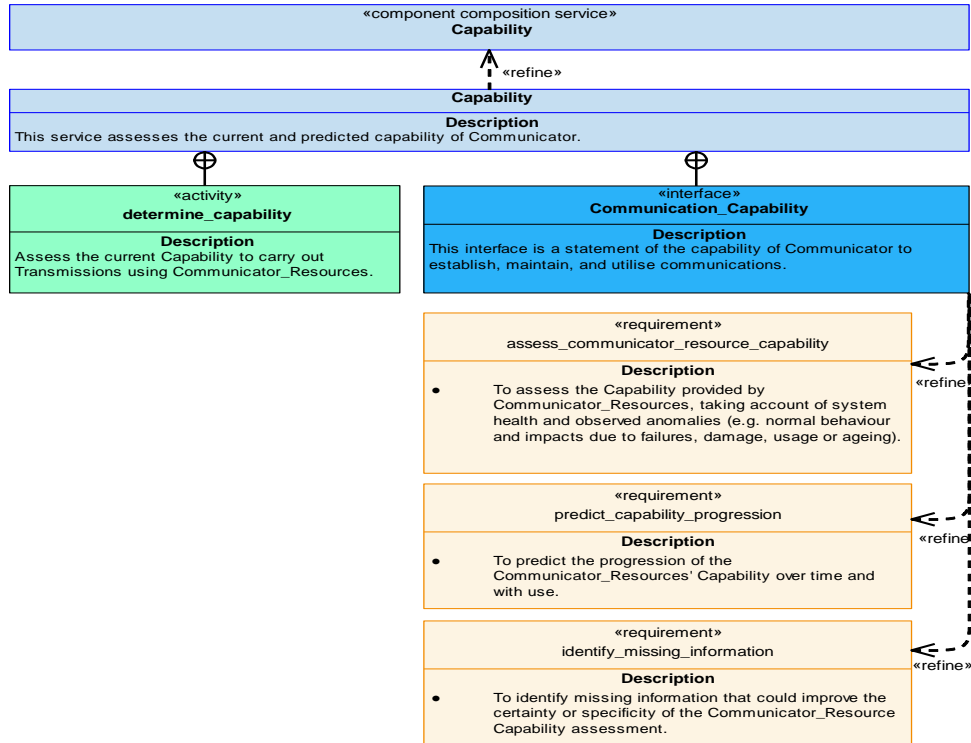 «component composition service»
Capability
«refine»
Capability
Description
This service assesses the current and predicted capability of Communicator.
«activity»
determine_capability
Description
Assess the current Capability to carry out
Transmissions using Communicator_Resources.
«interface»
Communication_Capability
Description
This interface is a statement of the capability of Communicator to
establish, maintain, and utilise communications.
«requirement»
assess_communicator_resource_capability
Description
• To assess the Capability provided by
Communicator_Resources, taking account of system
health and observed anomalies (e.g. normal behaviour
and impacts due to failures, damage, usage or ageing).
«refine»
«requirement»
predict_capability_progression
Description
• To predict the progression of the
Communicator_Resources' Capability over time and
with use.
«refine»
«requirement»
identify_missing_information
Description
• To identify missing information that could improve the
certainty or specificity of the Communicator_Resource
Capability assessment.
«refine»